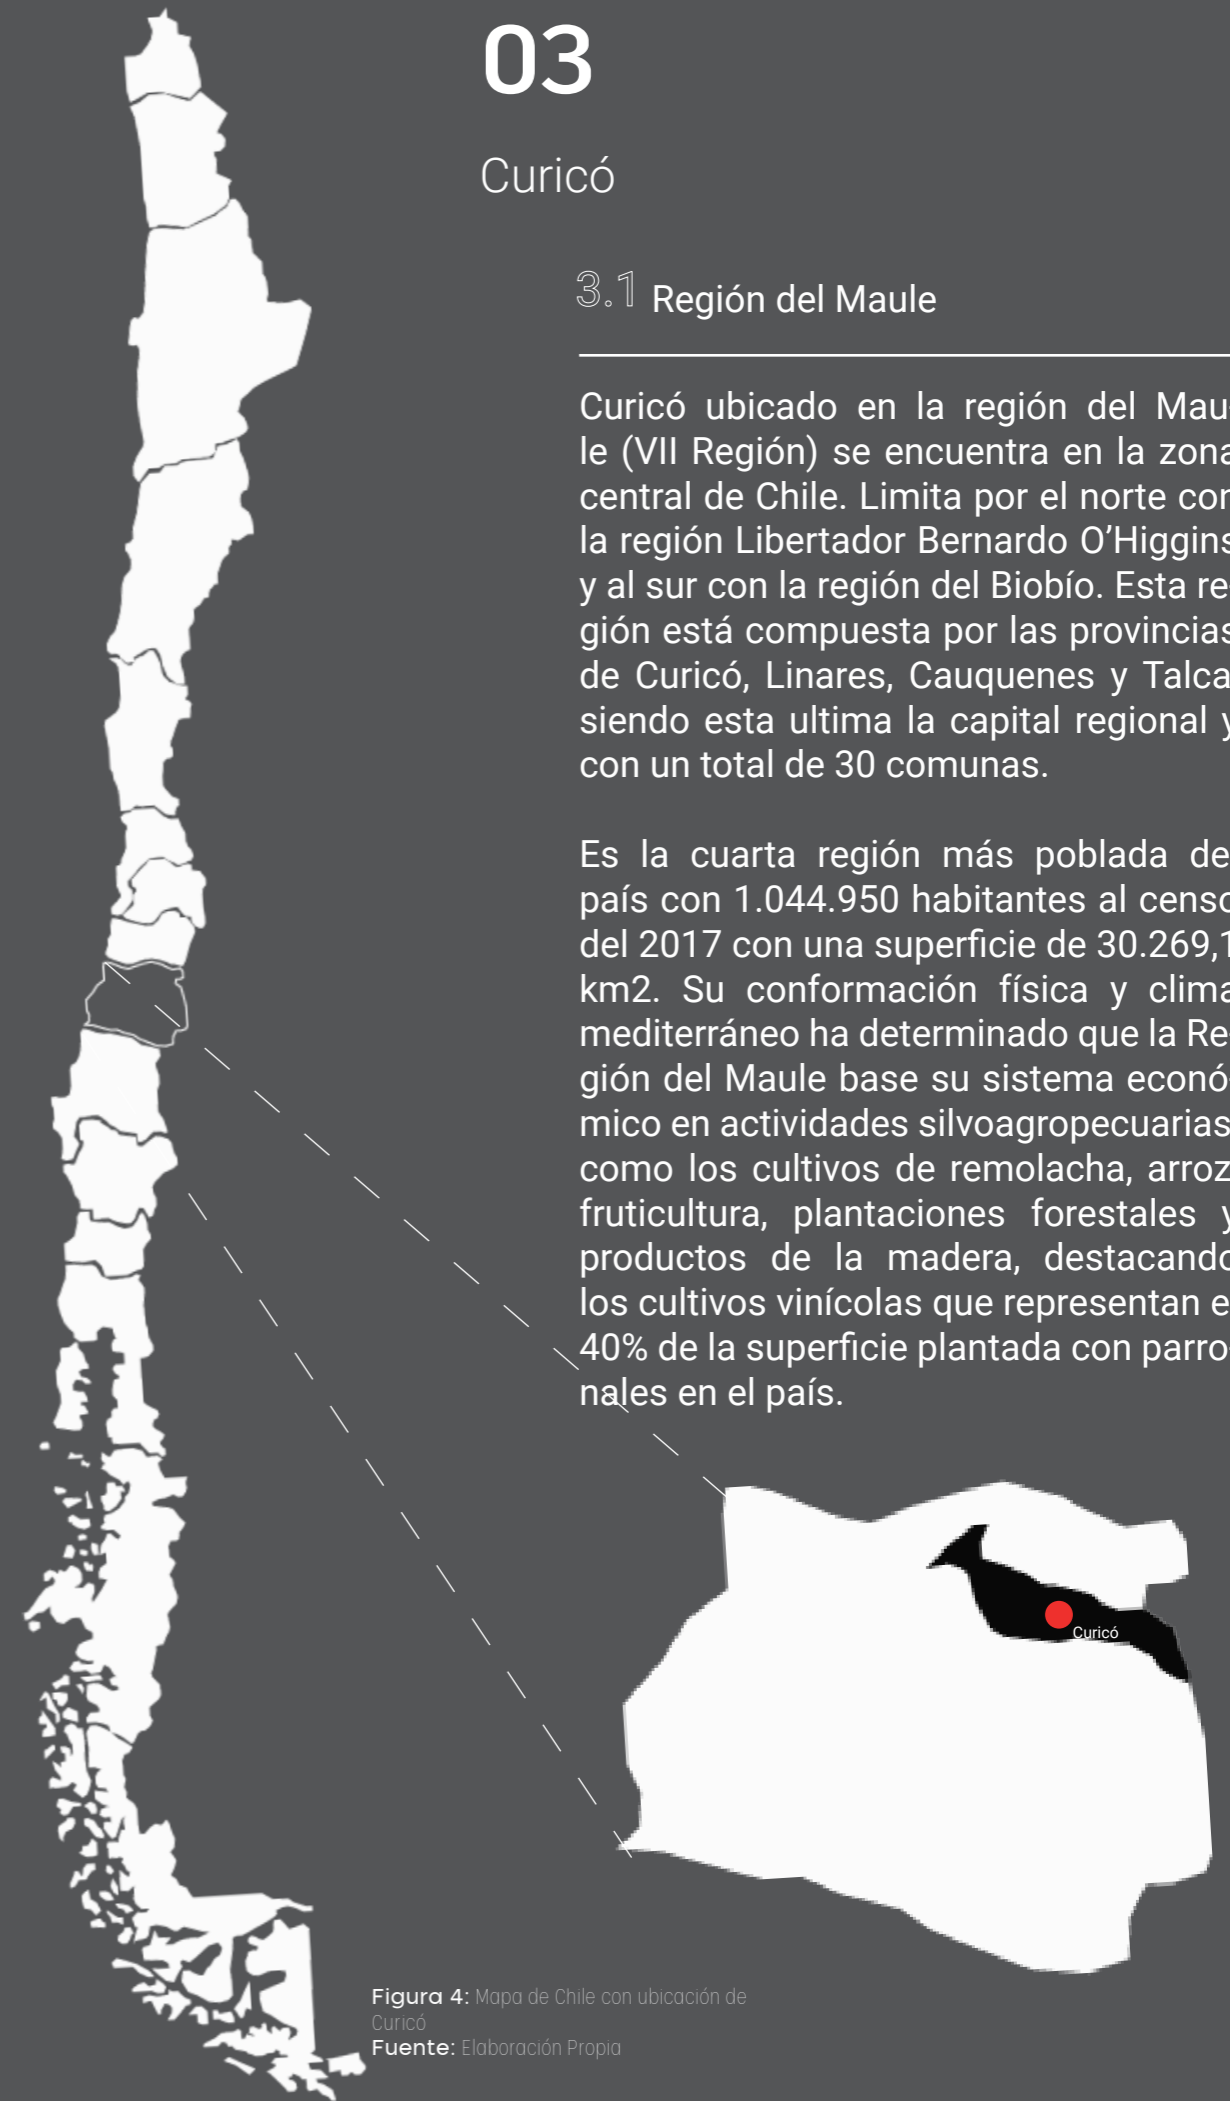 03
Curicó
3.1 Región del Maule
Curicó ubicado en la región del Mau-
le (VII Región) se encuentra en la zona
central de Chile. Limita por el norte con
la región Libertador Bernardo O’Higgins
y al sur con la región del Biobío. Esta re-
gión está compuesta por las provincias
de Curicó, Linares, Cauquenes y Talca,
siendo esta ultima la capital regional y
con un total de 30 comunas.
Es la cuarta región más poblada del
país con 1.044.950 habitantes al censo
del 2017 con una superficie de 30.269,1
km2. Su conformación física y clima
mediterráneo ha determinado que la Re-
gión del Maule base su sistema econó-
mico en actividades silvoagropecuarias,
como los cultivos de remolacha, arroz,
fruticultura, plantaciones forestales y
productos de la madera, destacando
los cultivos vinícolas que representan el
40% de la superficie plantada con parro-
nales en el país.
Curicó
Figura 4: Mapa de Chile con ubicación de
Curicó
Fuente: Elaboración Propia